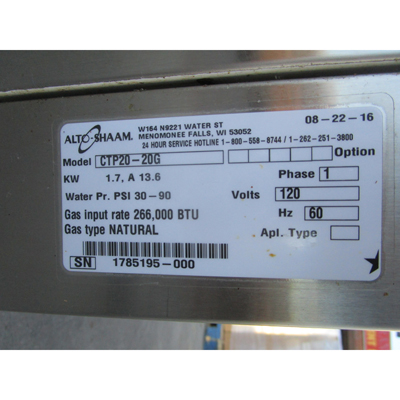 ALTO-SHAAM. W164 N9221 WATER ST 08-22-16
MENOMONEE FALLS, WI 53052
24 HOUR SERVICE HOTLINE 1-800-558-8744 / 1-262-251-3800
Model CTP20-20G Option
KW 1.7, A 13.6 Phase 1
Water Pr. PSI 30-90 Volts 120
Gas input rate 266,000 BTU Hz 60
Gas type NATURAL Apl. Type
SN 1785195-000